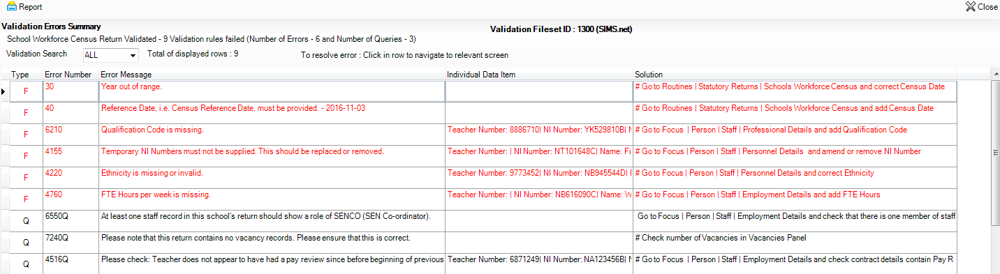 Report Close
Validation Errors Summary Validation Fileset ID : 1300 (SIMS.net)
School Workforce Census Return Validated - 9 Validation rules failed (Number of Errors - 6 and Number of Queries - 3)
Validation Search ALL Total of displayed rows : 9 To resolve error : Click in row to navigate to relevant screen
Type Error Number Error Message Individual Data Item Solution
F 30 Year out of range. # Go to Routines | Statutory Returns | Schools Workforce Census and correct Census Date
F 40 Reference Date, i.e. Census Reference Date, must be provided. - 2016-11-03 # Go to Routines | Statutory Returns | Schools Workforce Census and add Census Date
F 6210 Qualification Code is missing. Teacher Number: 8886710| NI Number: YK529810B| # Go to Focus | Person | Staff | Professional Details and add Qualification Code
F 4155 Temporary NI Numbers must not be supplied. This should be replaced or removed. Teacher Number: | NI Number: NT101648C| Name: Fi # Go to Focus | Person | Staff | Personnel Details and amend or remove NI Number
F 4220 Ethnicity is missing or invalid. Teacher Number: 9773452| NI Number: NB945544D| # Go to Focus | Person | Staff | Personnel Details and correct Ethnicity
F 4760 FTE Hours per week is missing. Teacher Number: | NI Number: NB616090C| Name: W # Go to Focus | Person | Staff | Employment Details and add FTE Hours
Q 6550Q At least one staff record in this school's return should show a role of SENCO (SEN Co-ordinator). Go to Focus | Person | Staff | Employment Details and check that there is one member of staff
Q 7240Q Please note that this return contains no vacancy records. Please ensure that this is correct. # Check number of Vacancies in Vacancies Panel
Q 4516Q Please check: Teacher does not appear to have had a pay review since before beginning of previous Teacher Number: 6871249| NI Number: NA123456B| # Go to Focus | Person | Staff | Employment Details and check contract details contain Pay R